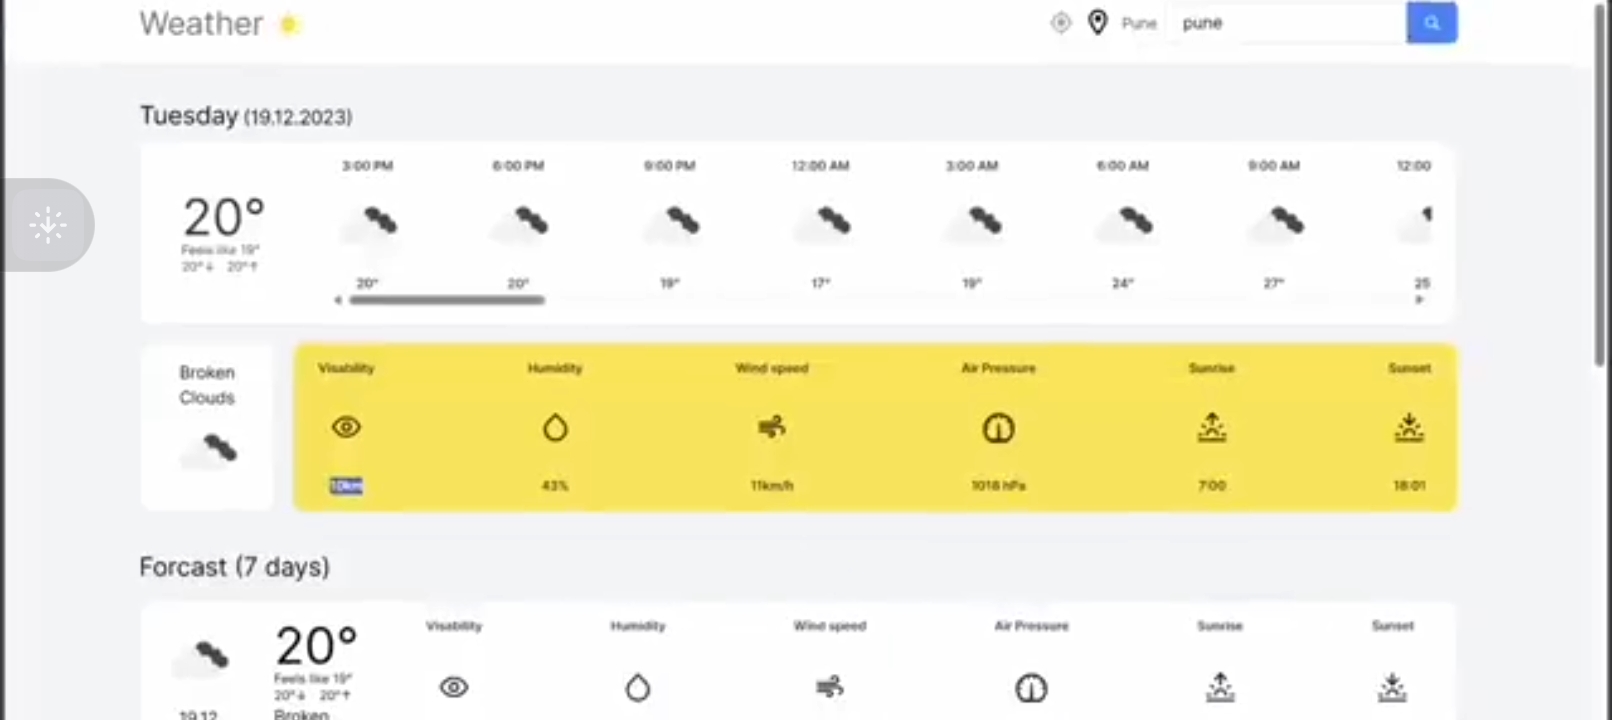 Weather
Pune pune
Tuesday (19.12.2023)
3:00 PM 6:00 PM 9:00 PM 12:00 AM 3:00 AM 6:00 AM 9:00 AM 12:00
20°
Feels like 19°
20°↓ 20°↑
20° 20° 19° 17° 19° 24° 27° 25
Broken
Clouds
Visability Humidity Wind speed Air Pressure Sunrise Sunset
10km 43% 11km/h 1018 hPa 7:00 18:01
Forcast (7 days)
20°
Feels like 19°
20°↓ 20°↑
Broken
19.12
Visability Humidity Wind speed Air Pressure Sunrise Sunset